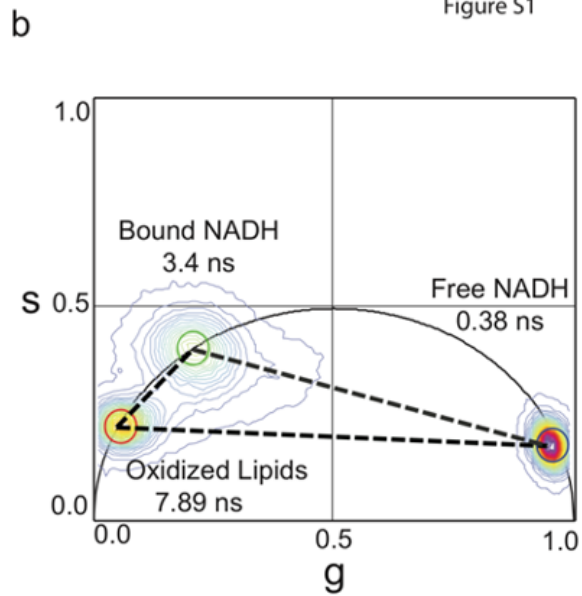 Figure S1
b
1.0
Bound NADH
3.4 ns
Free NADH
0.38 ns
s 0.5
Oxidized Lipids
7.89 ns
0.0
0.0 0.5 1.0
g